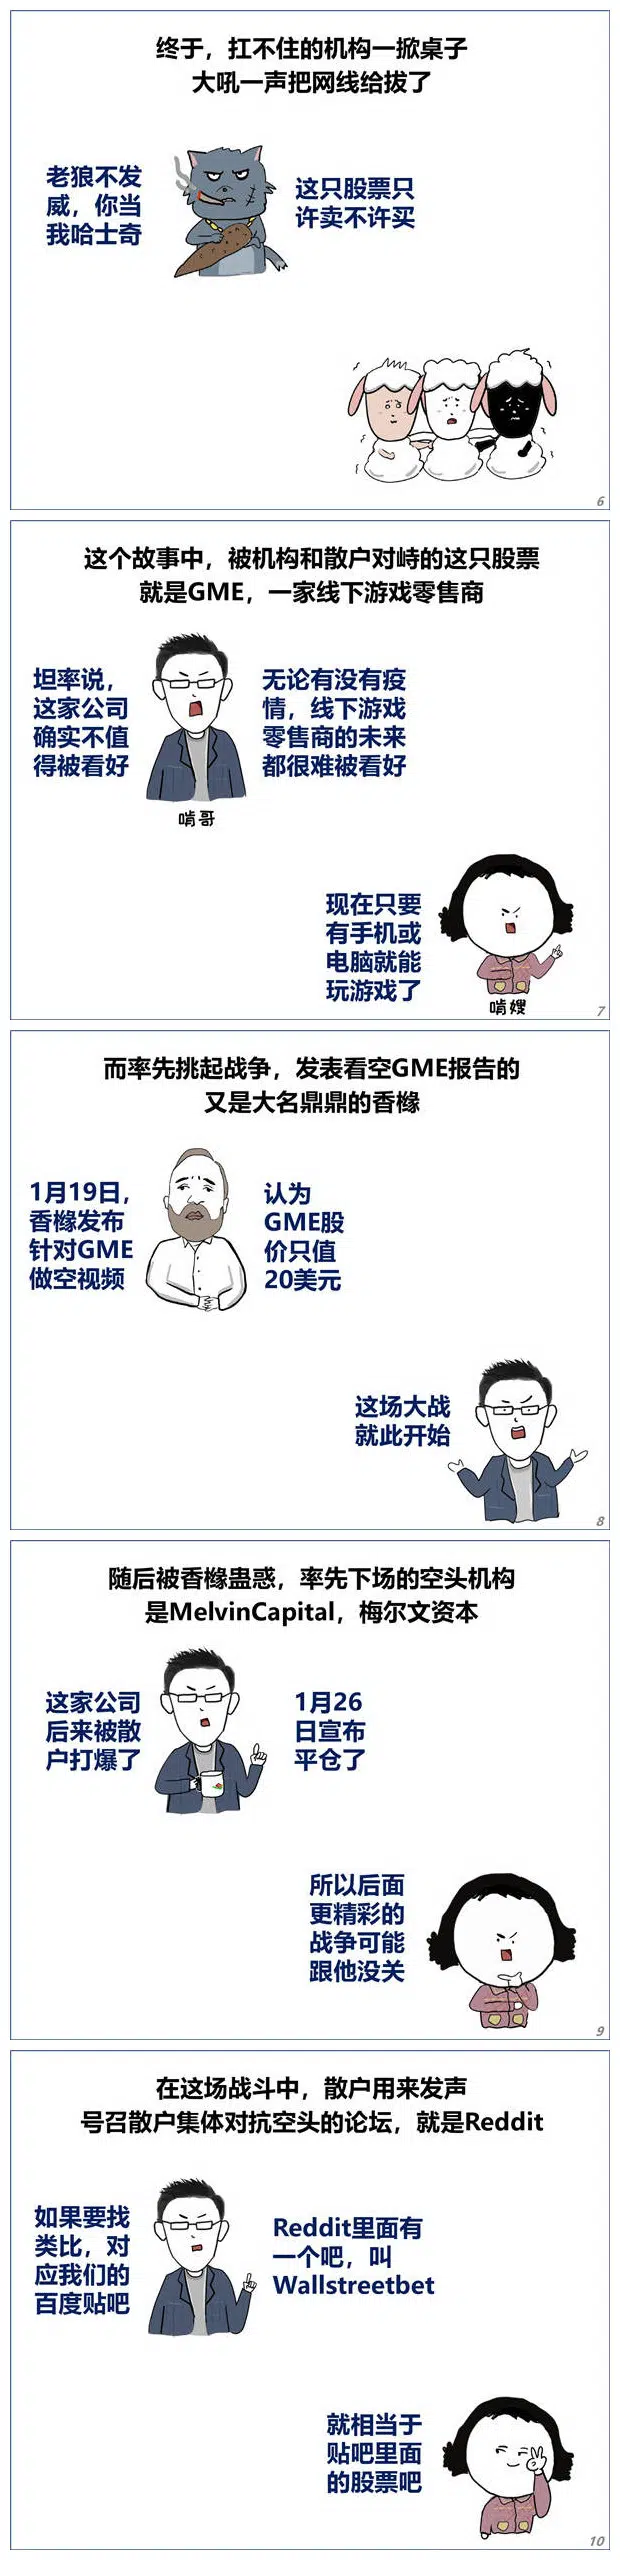 终于，扛不住的机构一掀桌子
大吼一声把网线给拔了
老狼不发
威，你当
我哈士奇
这只股票只
许卖不许买
6
这个故事中，被机构和散户对峙的这只股票
就是GME，一家线下游戏零售商
坦率说，
这家公司
确实不值
得被看好
无论有没有疫
情，线下游戏
零售商的未来
都很难被看好
啃哥
现在只要
有手机或
电脑就能
玩游戏了
啃嫂
7
而率先挑起战争，发表看空GME报告的
又是大名鼎鼎的香橼
1月19日，
香橼发布
针对GME
做空视频
认为
GME股
价只值
20美元
这场大战
就此开始
8
随后被香橼蛊惑，率先下场的空头机构
是MelvinCapital，梅尔文资本
这家公司
后来被散
户打爆了
1月26
日宣布
平仓了
所以后面
更精彩的
战争可能
跟他没关
9
在这场战斗中，散户用来发声
号召散户集体对抗空头的论坛，就是Reddit
如果要找
类比，对
应我们的
百度贴吧
Reddit里面有
一个吧，叫
Wallstreetbet
就相当于
贴吧里面
的股票吧
10